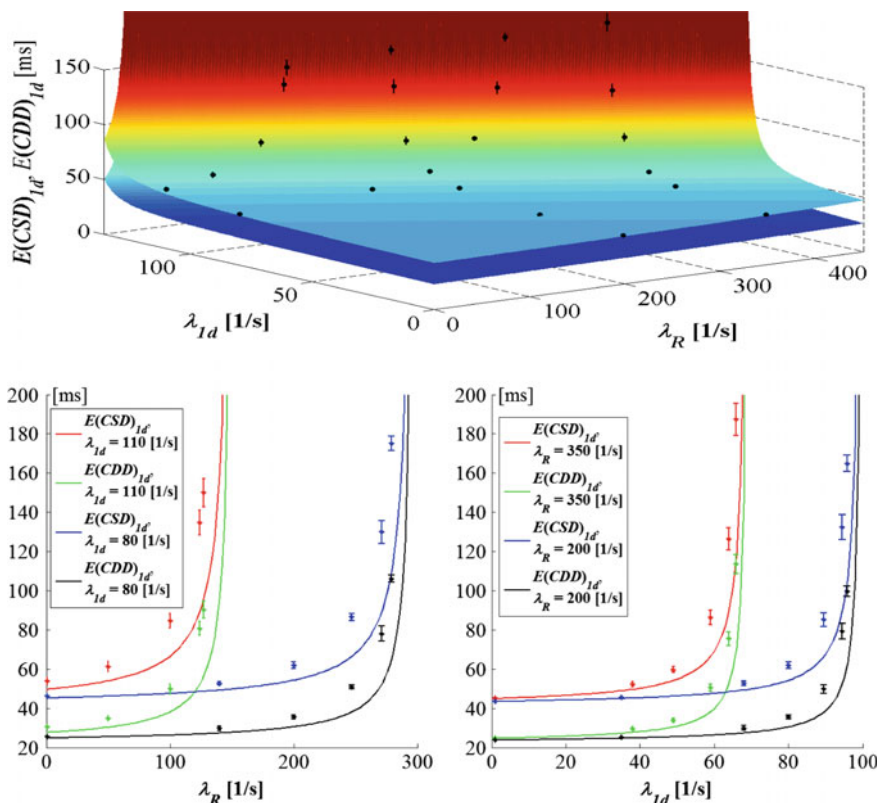 E(CSD)1d, E(CDD)1d [ms]
150
100
50
0
100
50
0
λ1d [1/s]
0
100
200
300
400
λR [1/s]
[ms]
200
180
160
140
120
100
80
60
40
20
E(CSD)1d,
λ1d = 110 [1/s]
E(CDD)1d,
λ1d = 110 [1/s]
E(CSD)1d,
λ1d = 80 [1/s]
E(CDD)1d,
λ1d = 80 [1/s]
0
100
200
300
λR [1/s]
[ms]
200
180
160
140
120
100
80
60
40
20
E(CSD)1d,
λR = 350 [1/s]
E(CDD)1d,
λR = 350 [1/s]
E(CSD)1d,
λR = 200 [1/s]
E(CDD)1d,
λR = 200 [1/s]
0
20
40
60
80
100
λ1d [1/s]